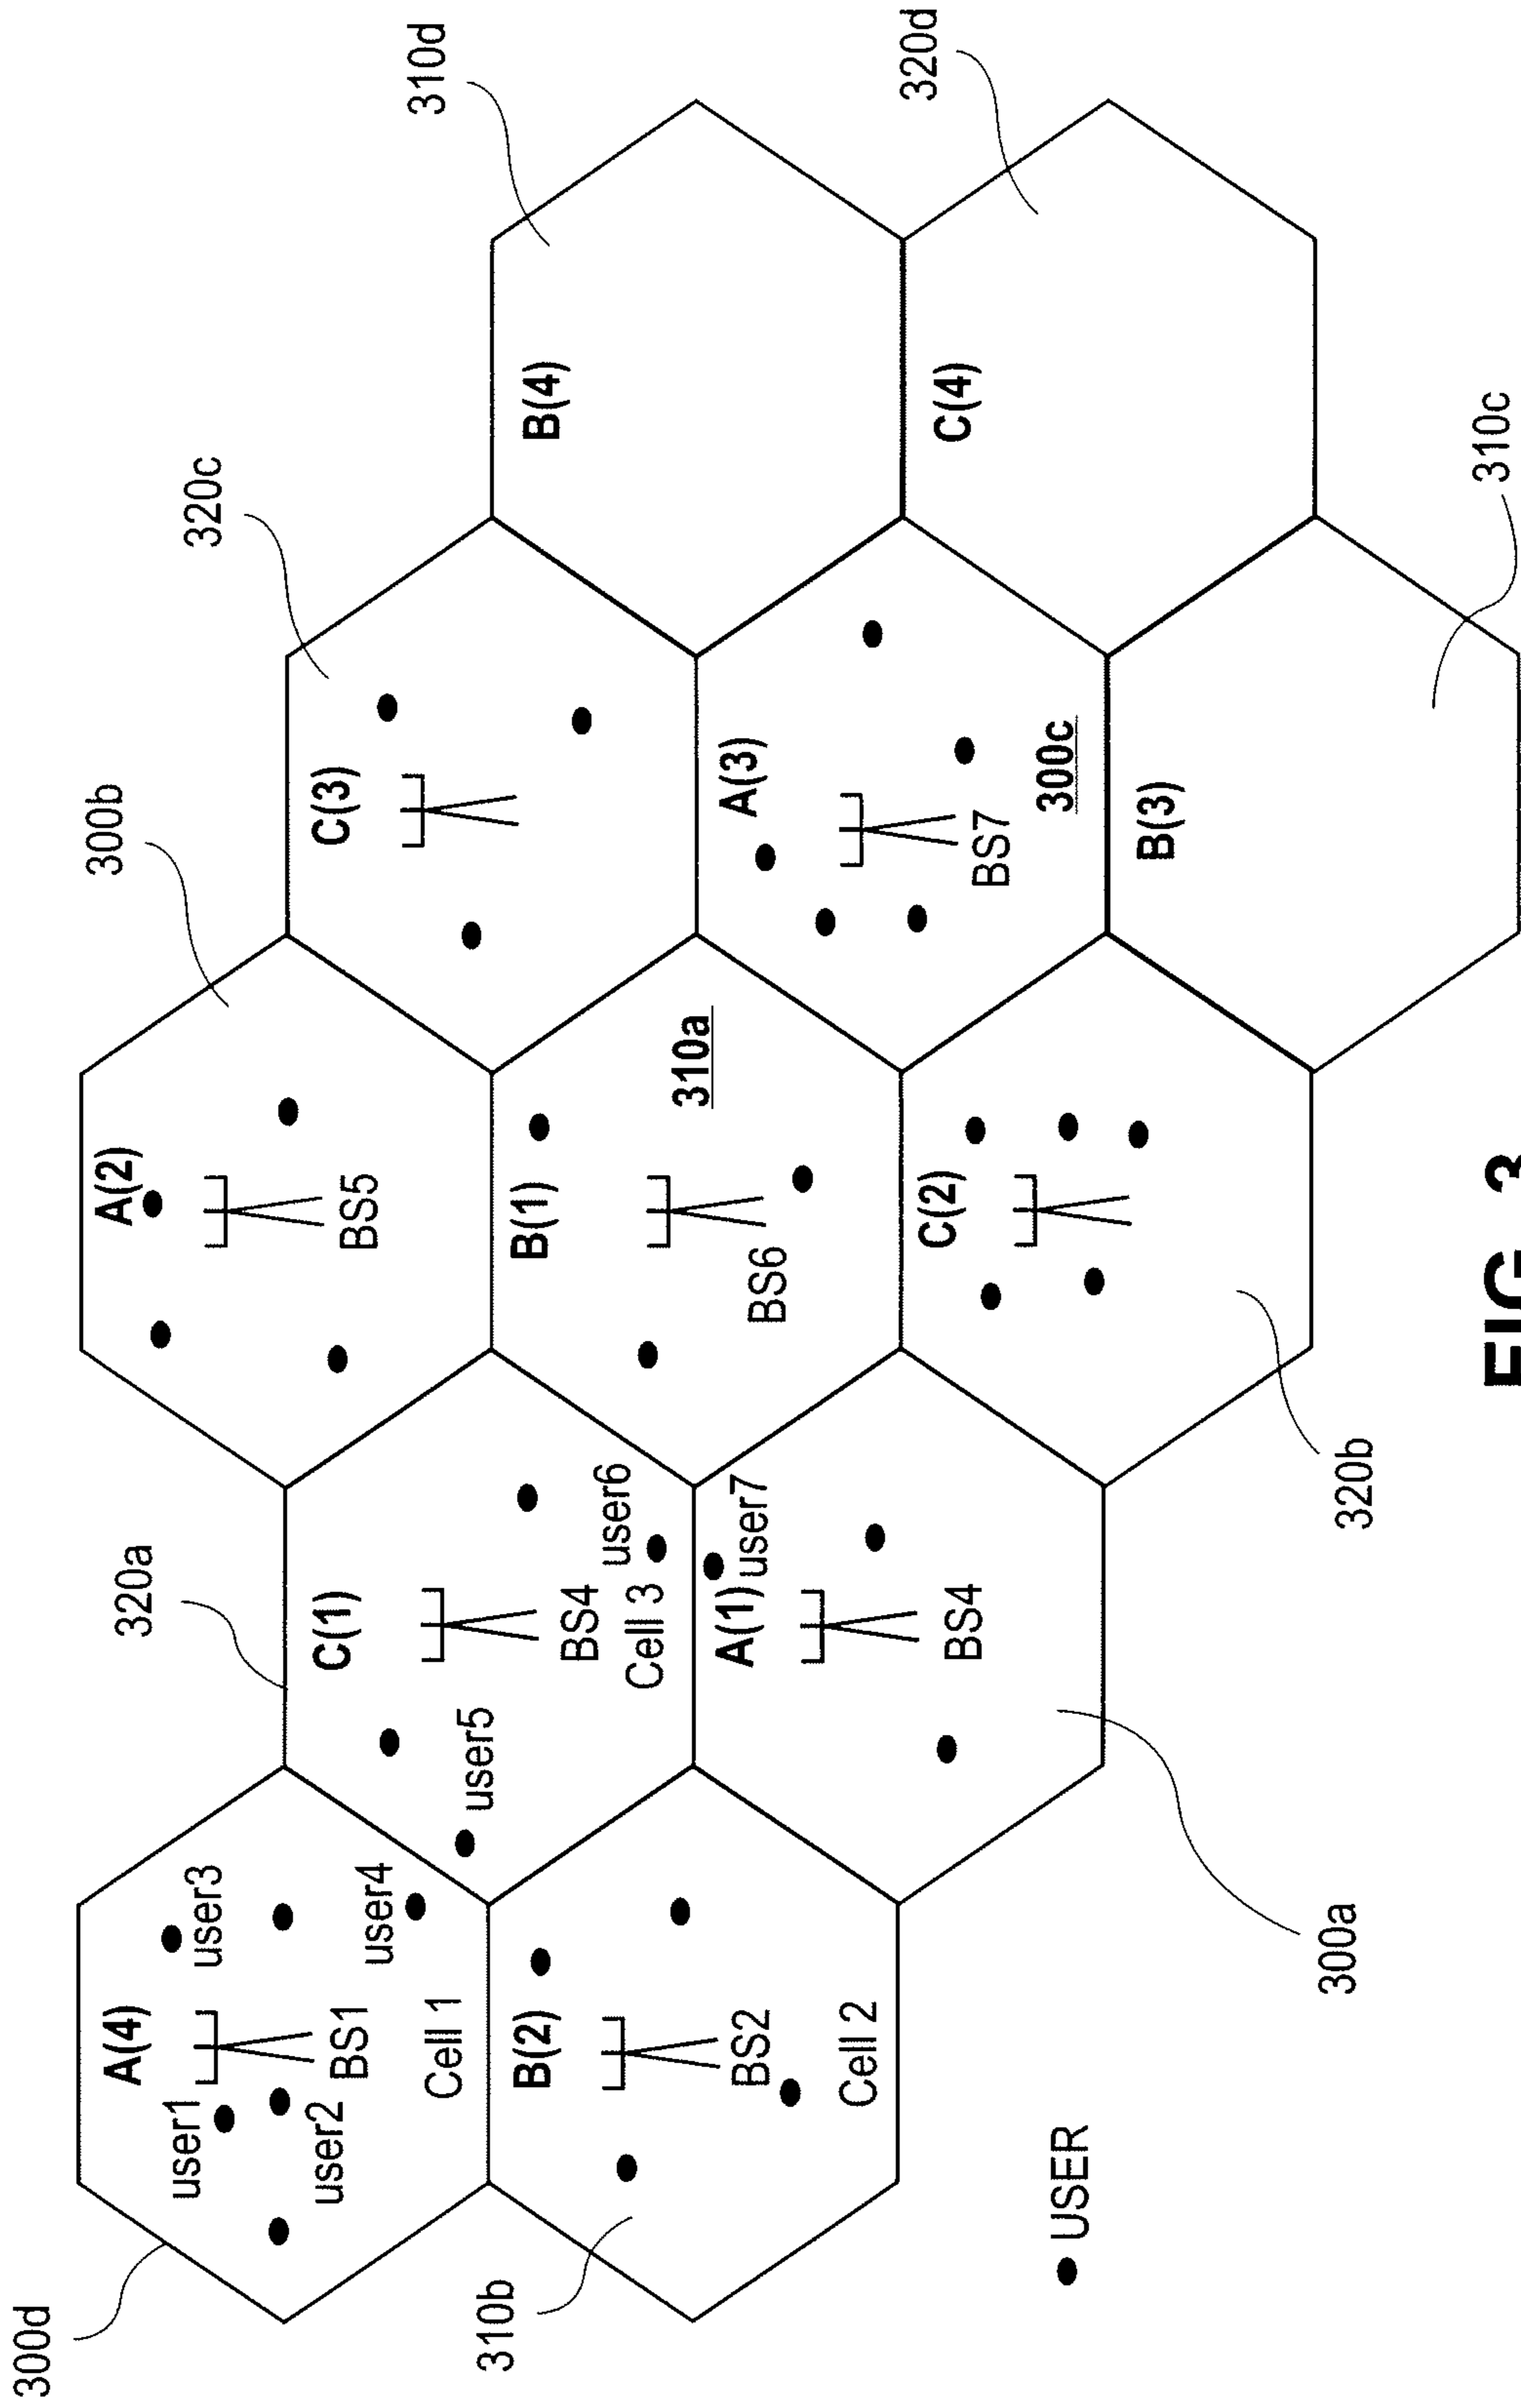 300d
A(4)
user1
user2
user3
user4
BS1
Cell 1
320a
C(1)
user5
BS4
Cell 3
user6
300b
A(2)
BS5
320c
C(3)
310d
B(4)
310b
B(2)
BS2
Cell 2
A(1)
user7
BS4
300a
B(1)
310a
BS6
A(3)
BS7
300c
320d
C(4)
C(2)
320b
B(3)
310c
USER
FIG. 3